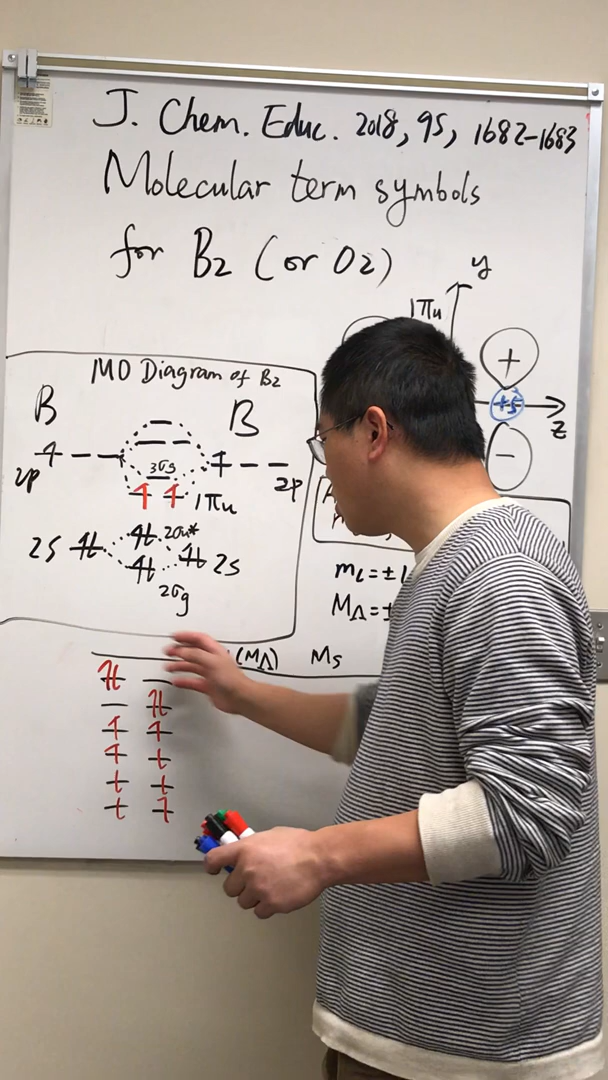 J. Chem. Educ. 2018, 95, 1682-1683
Molecular term symbols
for B2 (or O2)
y
1πu
+
+5
z
-
MO Diagram of B2
B
B
2p
3σg
2p
1πu
2S
2σu*
2S
2σg
mL=±1
MΛ=±
(MΛ) Ms